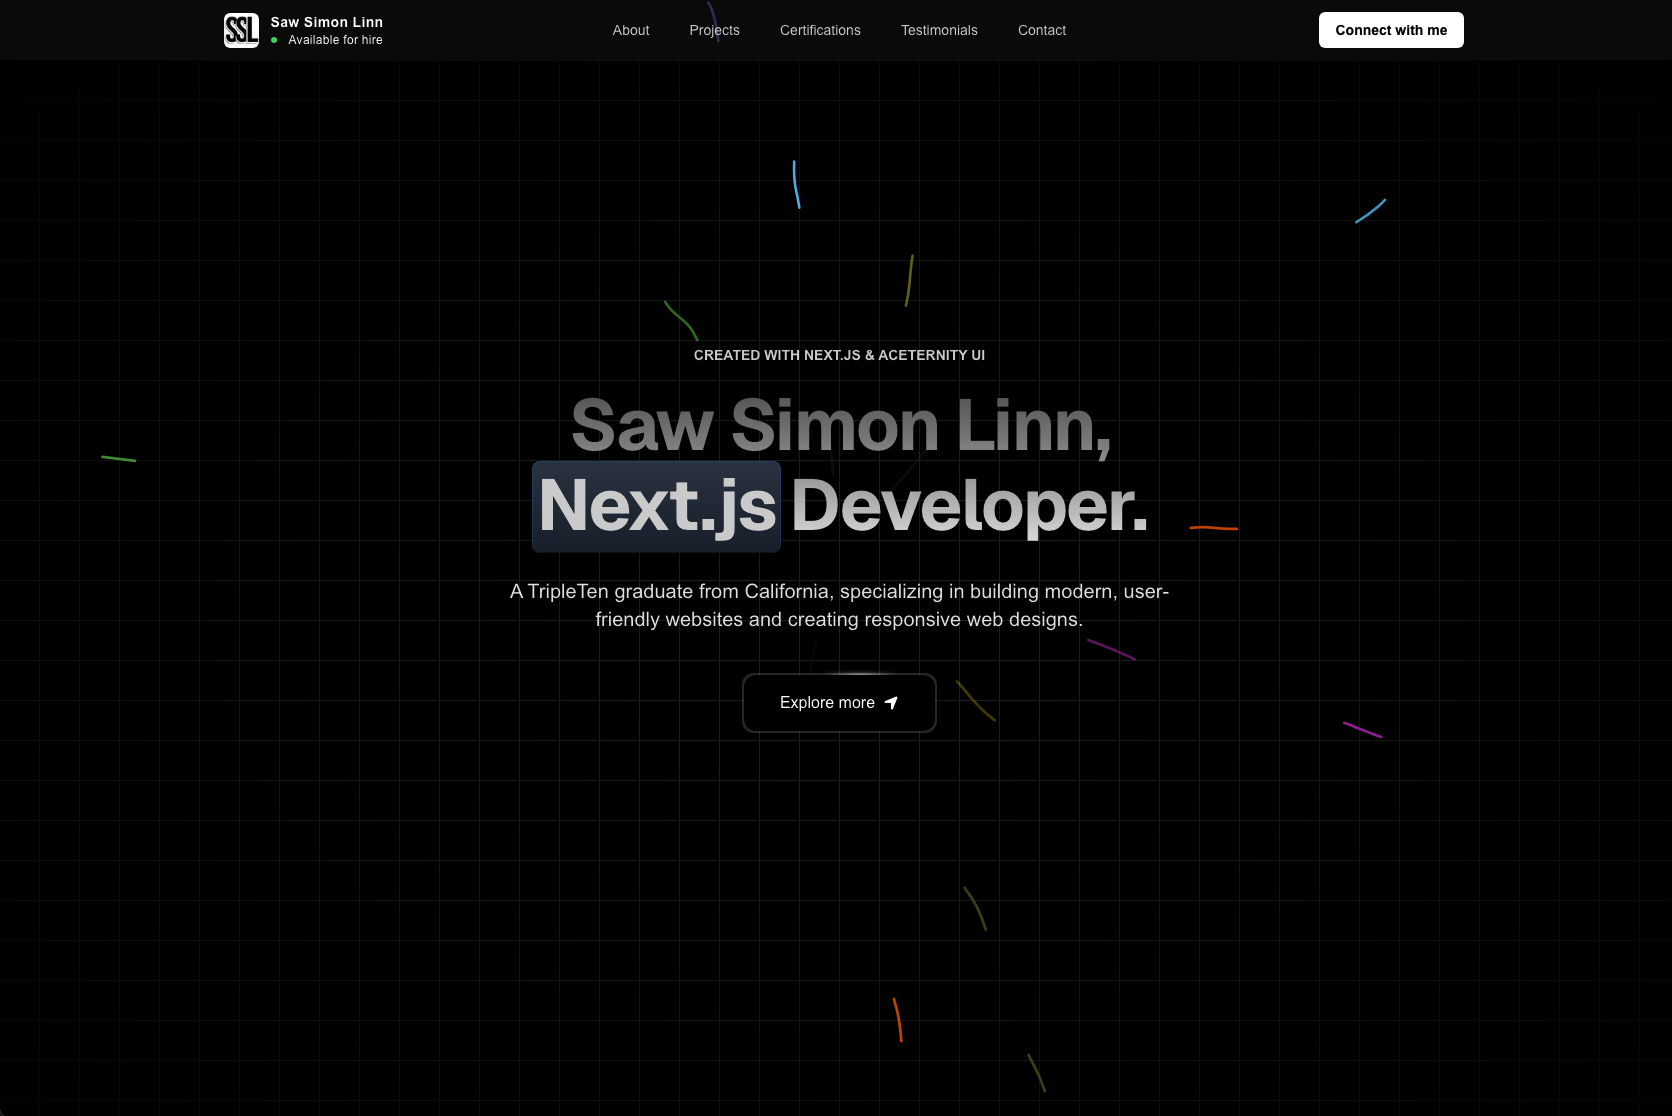 SSL
Saw Simon Linn
Available for hire
About
Projects
Certifications
Testimonials
Contact
Connect with me
CREATED WITH NEXT.JS & ACETERNITY UI
Saw Simon Linn,
Next.js Developer.
A TripleTen graduate from California, specializing in building modern, user-
friendly websites and creating responsive web designs.
Explore more